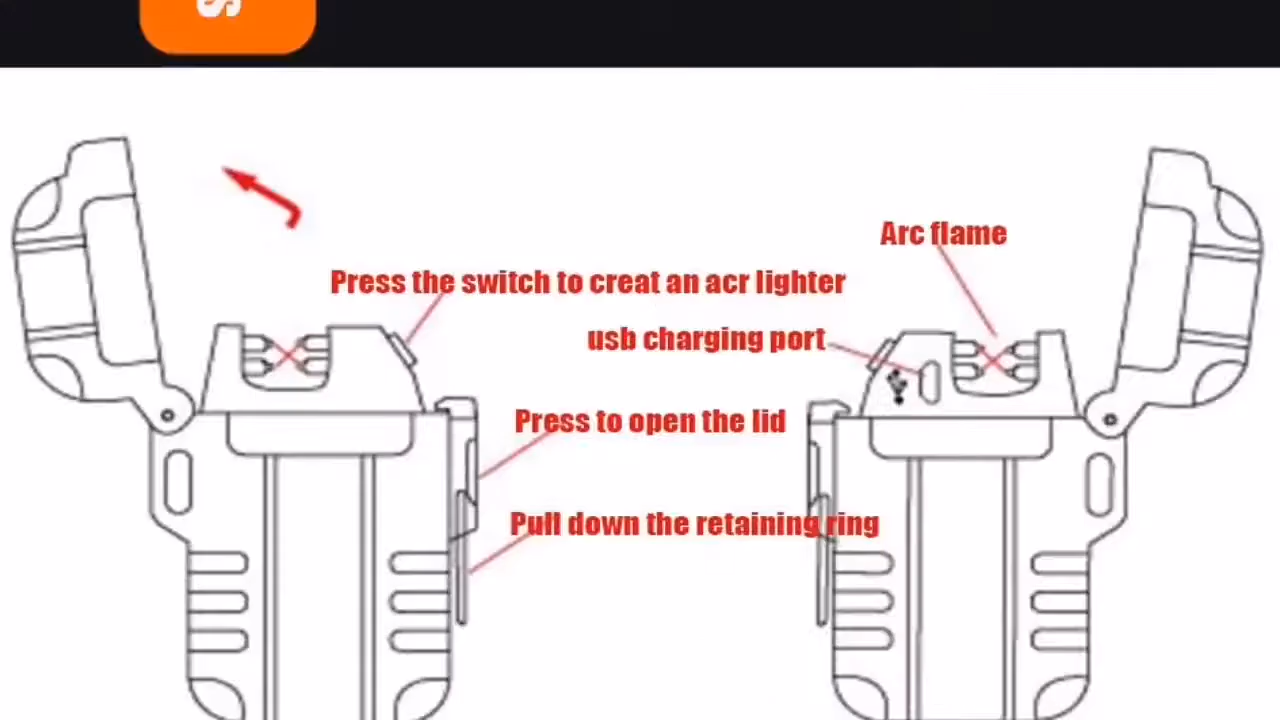 S
Arc flame
Press the switch to creat an acr lighter
usb charging port
Press to open the lid
Pull down the retaining ring